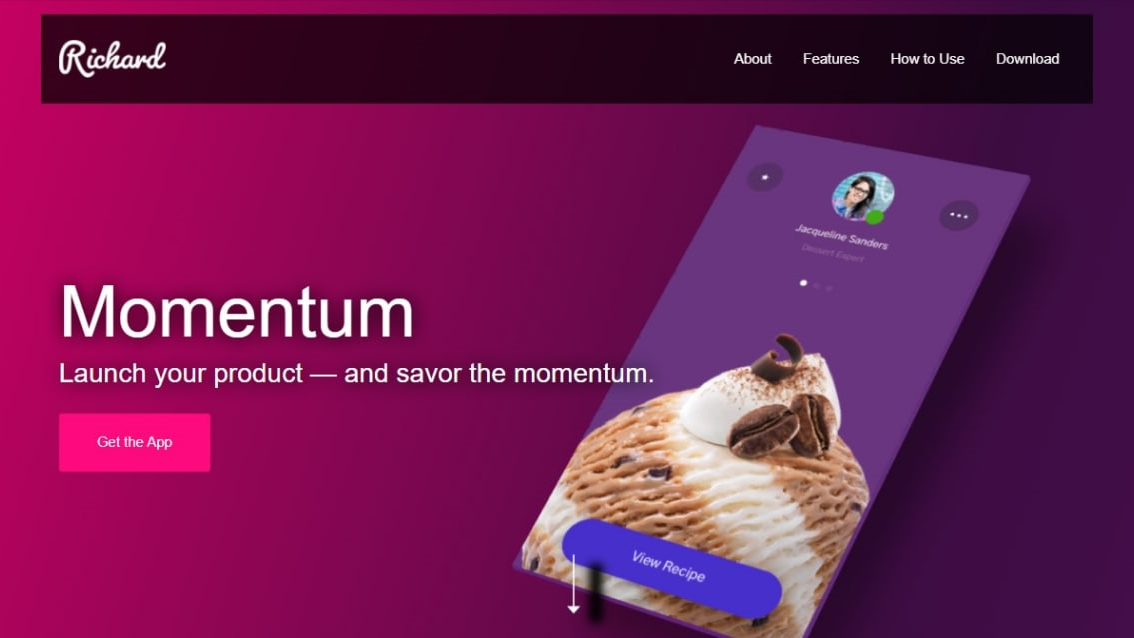 Richard
About Features How to Use Download
Jacqueline Sanders
Dessert Expert
Momentum
Launch your product — and savor the momentum.
Get the App
View Recipe